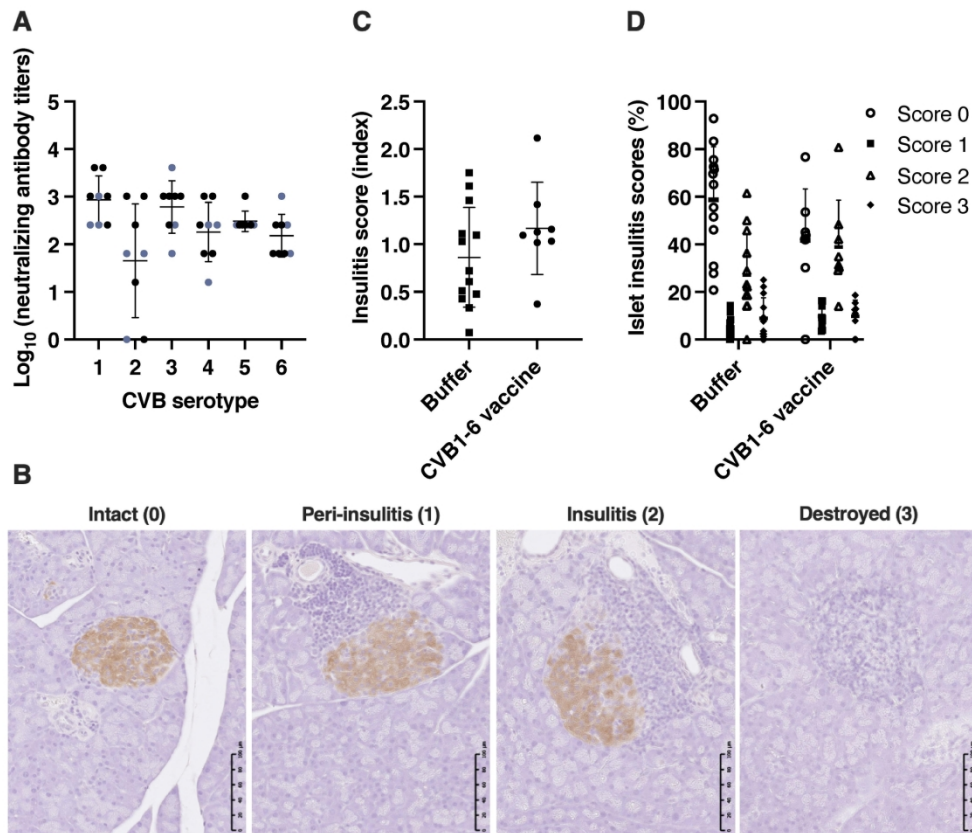 A
Log10 (neutralizing antibody titers)
5
4
3
2
1
0
1 2 3 4 5 6
CVB serotype
C
Insulitis score (index)
2.5
2.0
1.5
1.0
0.5
0.0
Buffer
CVB1-6 vaccine
D
Islet insulitis scores (%)
100
80
60
40
20
0
Buffer
CVB1-6 vaccine
Score 0
Score 1
Score 2
Score 3
B
Intact (0)
Peri-insulitis (1)
Insulitis (2)
Destroyed (3)